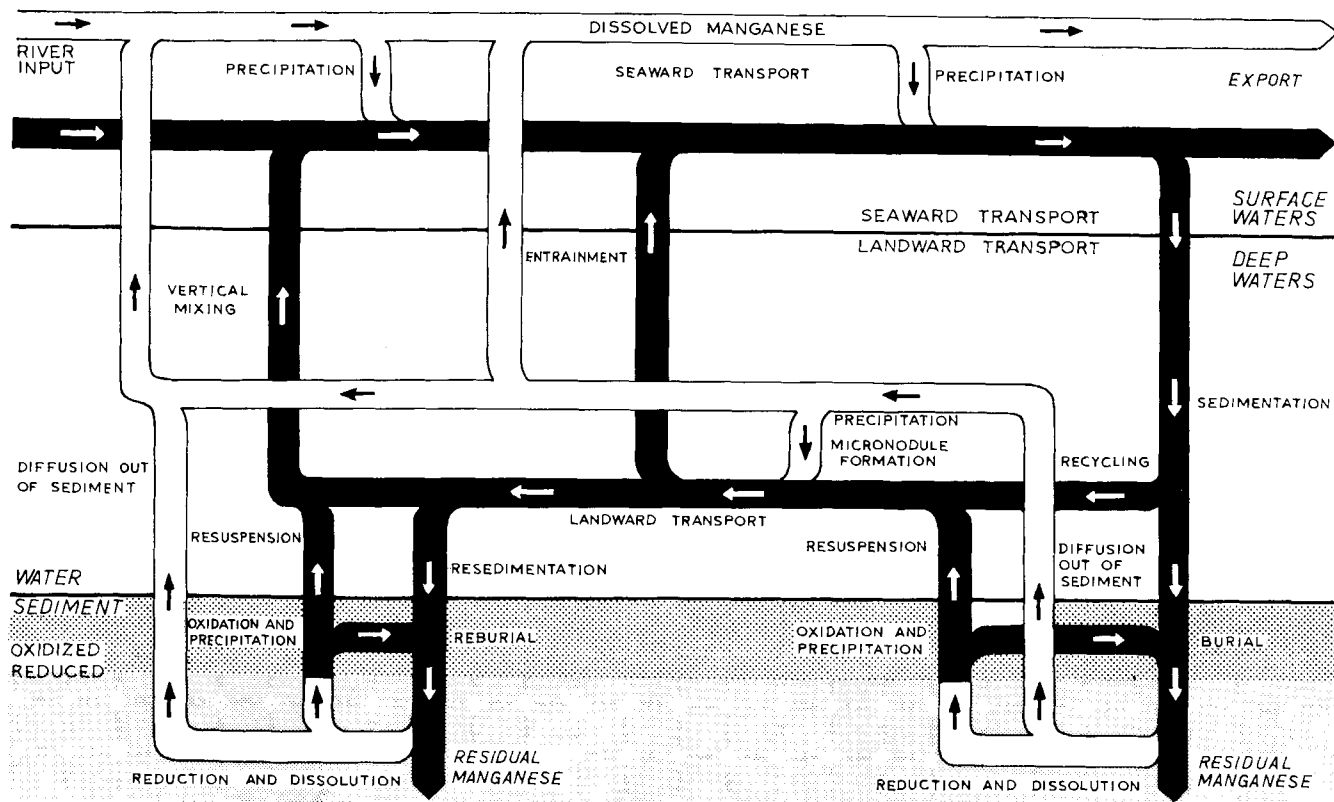 DISSOLVED MANGANESE
RIVER
INPUT
PRECIPITATION
SEAWARD TRANSPORT
PRECIPITATION
EXPORT
SURFACE
WATERS
SEAWARD TRANSPORT
LANDWARD TRANSPORT
DEEP
WATERS
ENTRAINMENT
VERTICAL
MIXING
SEDIMENTATION
PRECIPITATION
MICRONODULE
FORMATION
RECYCLING
DIFFUSION OUT
OF SEDIMENT
LANDWARD TRANSPORT
RESUSPENSION
RESUSPENSION
DIFFUSION
OUT OF
SEDIMENT
RESEDIMENTATION
WATER
SEDIMENT
OXIDIZED
REDUCED
OXIDATION AND
PRECIPITATION
REBURIAL
OXIDATION AND
PRECIPITATION
BURIAL
RESIDUAL
MANGANESE
RESIDUAL
MANGANESE
REDUCTION AND DISSOLUTION
REDUCTION AND DISSOLUTION